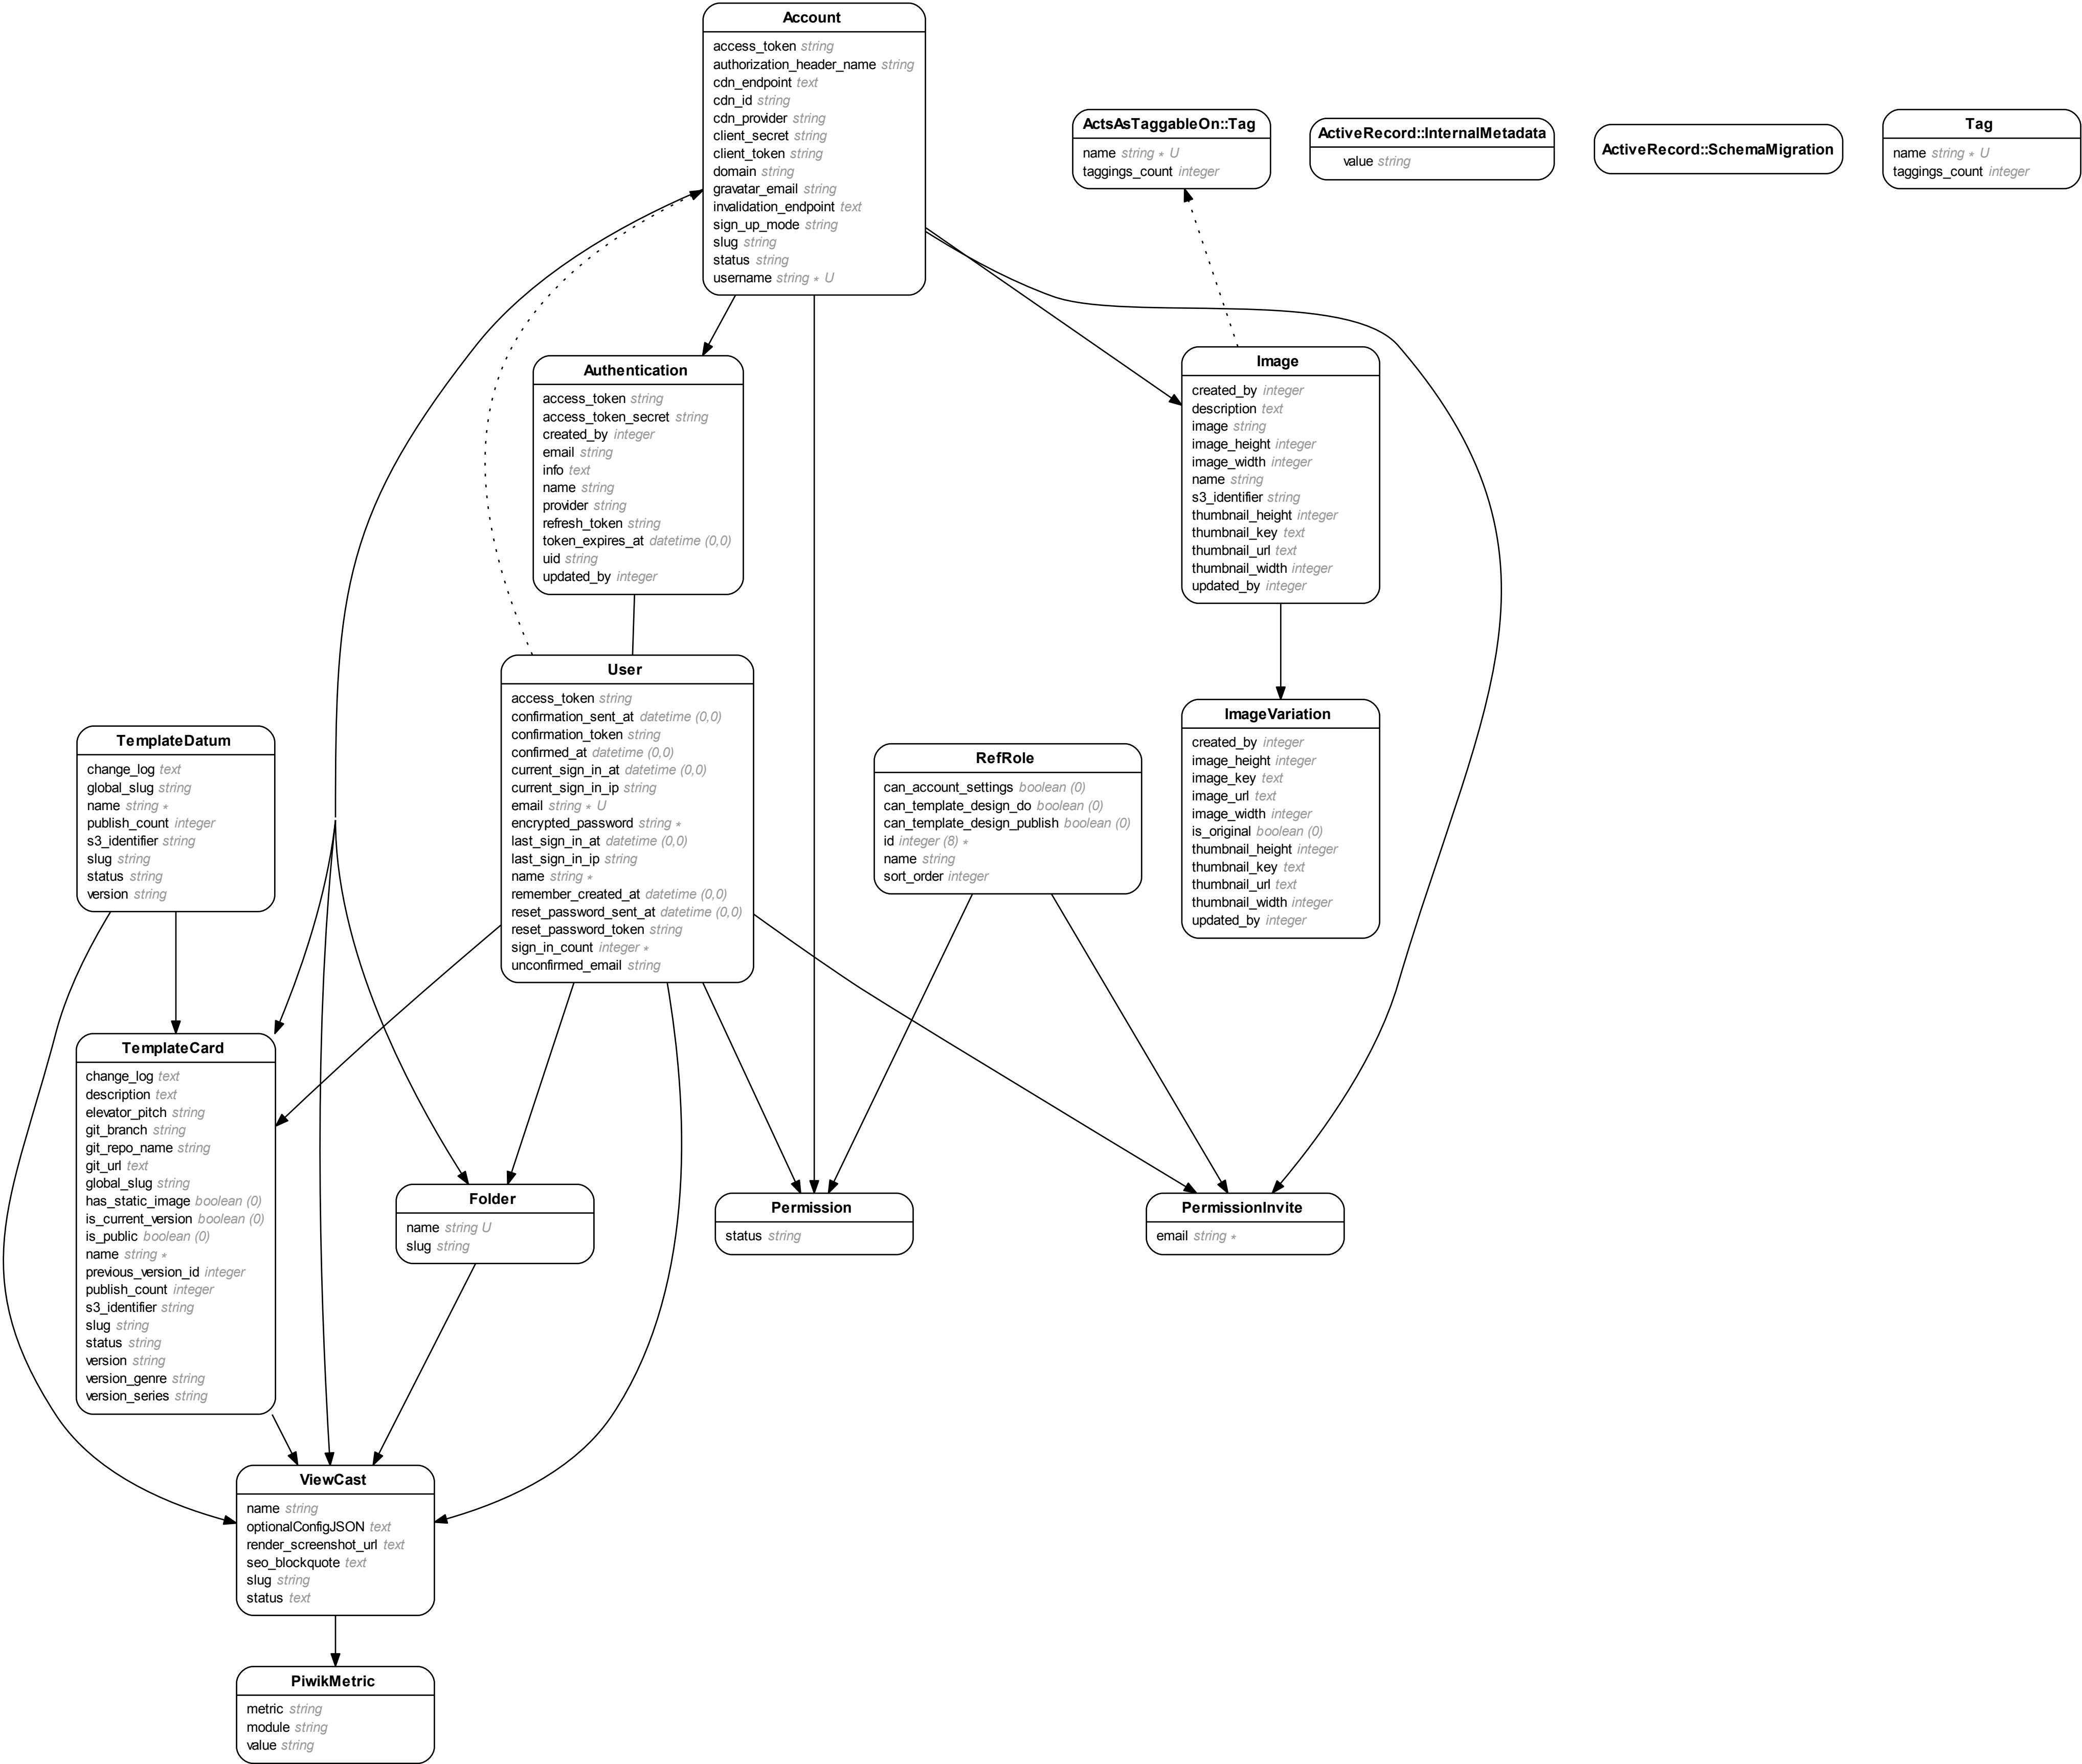 Account
access_token string
authorization_header_name string
cdn_endpoint text
cdn_id string
cdn_provider string
client_secret string
client_token string
domain string
gravatar_email string
invalidation_endpoint text
sign_up_mode string
slug string
status string
username string * U
ActsAsTaggableOn::Tag
name string * U
taggings_count integer
ActiveRecord::InternalMetadata
value string
ActiveRecord::SchemaMigration
Tag
name string * U
taggings_count integer
Authentication
access_token string
access_token_secret string
created_by integer
email string
info text
name string
provider string
refresh_token string
token_expires_at datetime (0,0)
uid string
updated_by integer
Image
created_by integer
description text
image string
image_height integer
image_width integer
name string
s3_identifier string
thumbnail_height integer
thumbnail_key text
thumbnail_url text
thumbnail_width integer
updated_by integer
User
access_token string
confirmation_sent_at datetime (0,0)
confirmation_token string
confirmed_at datetime (0,0)
current_sign_in_at datetime (0,0)
current_sign_in_ip string
email string * U
encrypted_password string *
last_sign_in_at datetime (0,0)
last_sign_in_ip string
name string *
remember_created_at datetime (0,0)
reset_password_sent_at datetime (0,0)
reset_password_token string
sign_in_count integer *
unconfirmed_email string
ImageVariation
created_by integer
image_height integer
image_key text
image_url text
image_width integer
is_original boolean (0)
thumbnail_height integer
thumbnail_key text
thumbnail_url text
thumbnail_width integer
updated_by integer
TemplateDatum
change_log text
global_slug string
name string *
publish_count integer
s3_identifier string
slug string
status string
version string
RefRole
can_account_settings boolean (0)
can_template_design_do boolean (0)
can_template_design_publish boolean (0)
id integer (8) *
name string
sort_order integer
TemplateCard
change_log text
description text
elevator_pitch string
git_branch string
git_repo_name string
git_url text
global_slug string
has_static_image boolean (0)
is_current_version boolean (0)
is_public boolean (0)
name string *
previous_version_id integer
publish_count integer
s3_identifier string
slug string
status string
version string
version_genre string
version_series string
Folder
name string U
slug string
Permission
status string
PermissionInvite
email string *
ViewCast
name string
optionalConfigJSON text
render_screenshot_url text
seo_blockquote text
slug string
status text
PiwikMetric
metric string
module string
value string